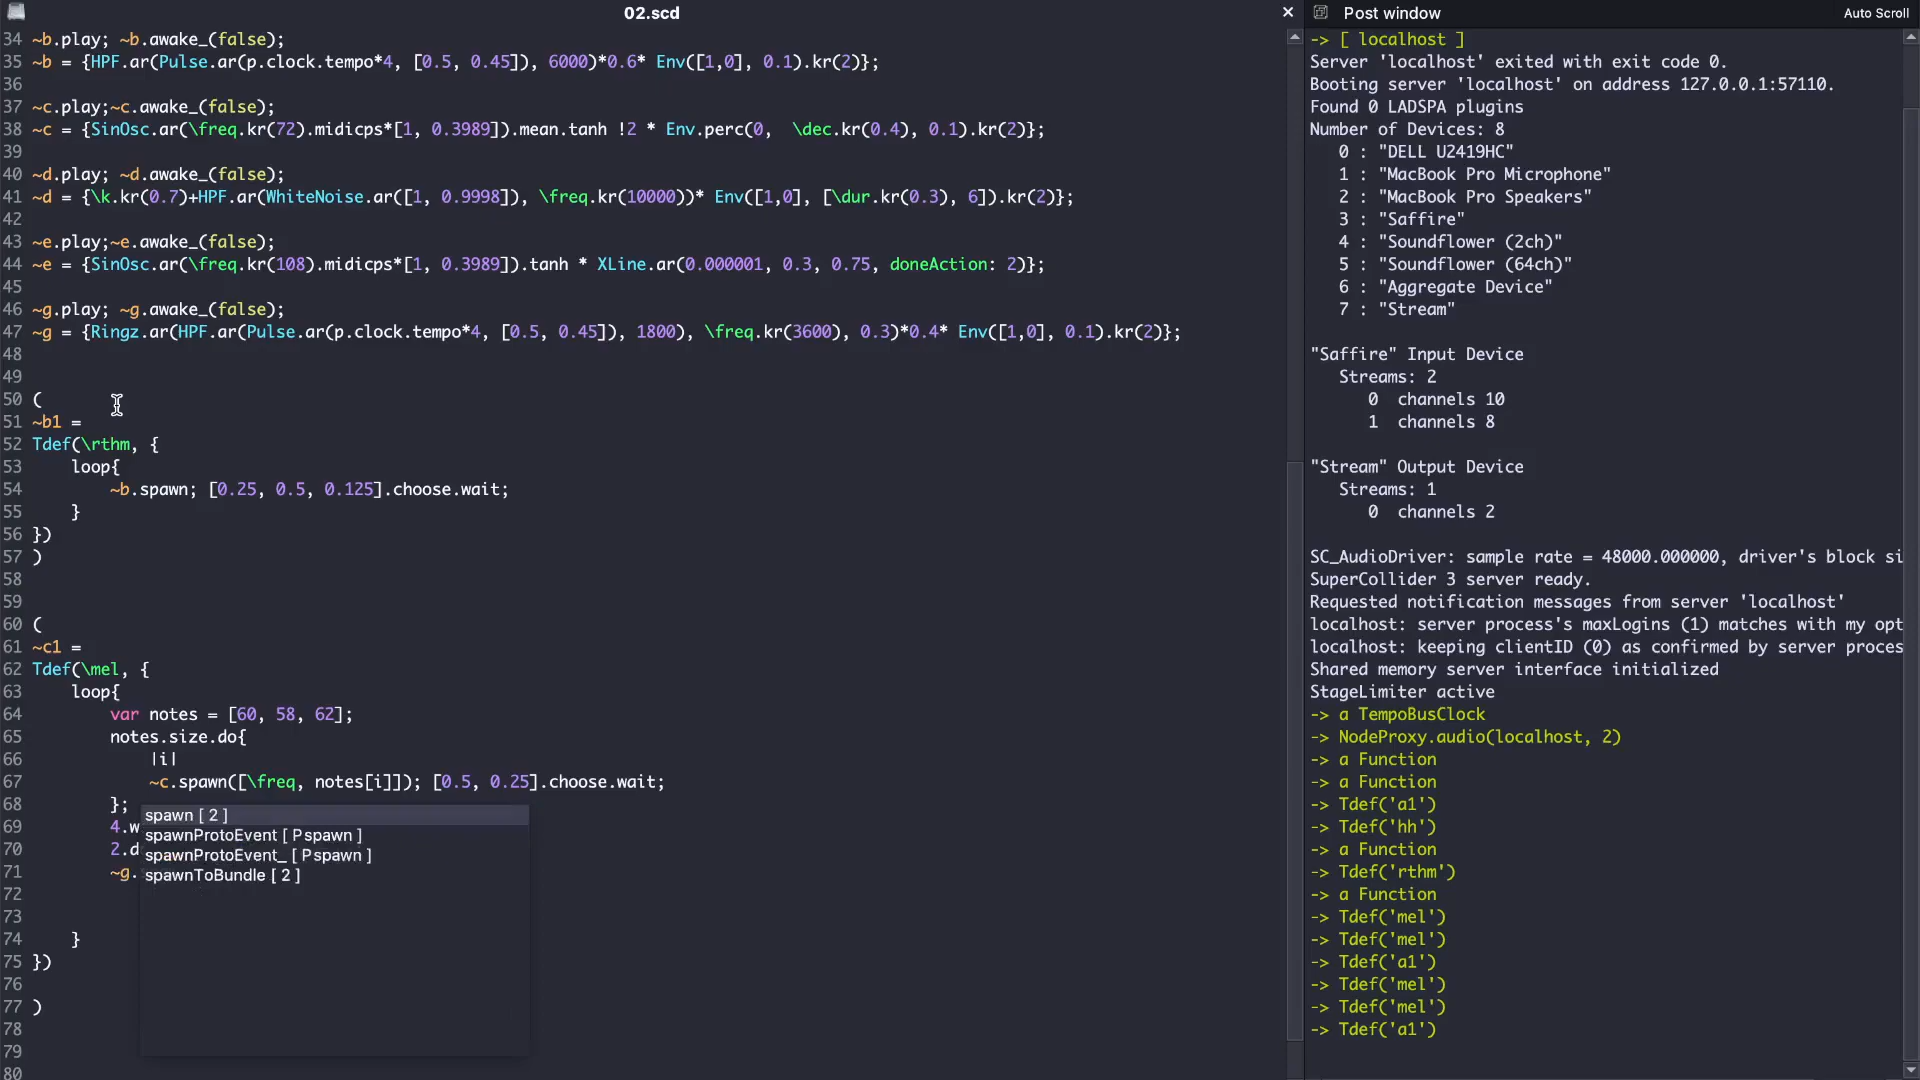 02.scd
34 ~b.play; ~b.awake_(false);
35 ~b = {HPF.ar(Pulse.ar(p.clock.tempo*4, [0.5, 0.45]), 6000)*0.6* Env([1,0], 0.1).kr(2)};
36
37 ~c.play;~c.awake_(false);
38 ~c = {SinOsc.ar(\freq.kr(72).midicps*[1, 0.3989]).mean.tanh !2 * Env.perc(0,  \dec.kr(0.4), 0.1).kr(2)};
39
40 ~d.play; ~d.awake_(false);
41 ~d = {\k.kr(0.7)+HPF.ar(WhiteNoise.ar([1, 0.9998]), \freq.kr(10000))* Env([1,0], [\dur.kr(0.3), 6]).kr(2)};
42
43 ~e.play;~e.awake_(false);
44 ~e = {SinOsc.ar(\freq.kr(108).midicps*[1, 0.3989]).tanh * XLine.ar(0.000001, 0.3, 0.75, doneAction: 2)};
45
46 ~g.play; ~g.awake_(false);
47 ~g = {Ringz.ar(HPF.ar(Pulse.ar(p.clock.tempo*4, [0.5, 0.45]), 1800), \freq.kr(3600), 0.3)*0.4* Env([1,0], 0.1).kr(2)};
48
49
50 (
51 ~b1 =
52 Tdef(\rthm, {
53     loop{
54         ~b.spawn; [0.25, 0.5, 0.125].choose.wait;
55     }
56 })
57 )
58
59
60 (
61 ~c1 =
62 Tdef(\mel, {
63     loop{
64         var notes = [60, 58, 62];
65         notes.size.do{
66             |i|
67             ~c.spawn([\freq, notes[i]]); [0.5, 0.25].choose.wait;
68         };
69         4.w
70         2.d
71         ~g.
72
73
74     }
75 })
76
77 )
78
79
80
spawn [ 2 ]
spawnProtoEvent [ Pspawn ]
spawnProtoEvent_ [ Pspawn ]
spawnToBundle [ 2 ]
Post window
Auto Scroll
-> [ localhost ]
Server 'localhost' exited with exit code 0.
Booting server 'localhost' on address 127.0.0.1:57110.
Found 0 LADSPA plugins
Number of Devices: 8
   0 : "DELL U2419HC"
   1 : "MacBook Pro Microphone"
   2 : "MacBook Pro Speakers"
   3 : "Saffire"
   4 : "Soundflower (2ch)"
   5 : "Soundflower (64ch)"
   6 : "Aggregate Device"
   7 : "Stream"
"Saffire" Input Device
   Streams: 2
      0  channels 10
      1  channels 8
"Stream" Output Device
   Streams: 1
      0  channels 2
SC_AudioDriver: sample rate = 48000.000000, driver's block si
SuperCollider 3 server ready.
Requested notification messages from server 'localhost'
localhost: server process's maxLogins (1) matches with my opt
localhost: keeping clientID (0) as confirmed by server proces
Shared memory server interface initialized
StageLimiter active
-> a TempoBusClock
-> NodeProxy.audio(localhost, 2)
-> a Function
-> a Function
-> Tdef('a1')
-> Tdef('hh')
-> a Function
-> Tdef('rthm')
-> a Function
-> Tdef('mel')
-> Tdef('mel')
-> Tdef('a1')
-> Tdef('mel')
-> Tdef('mel')
-> Tdef('a1')